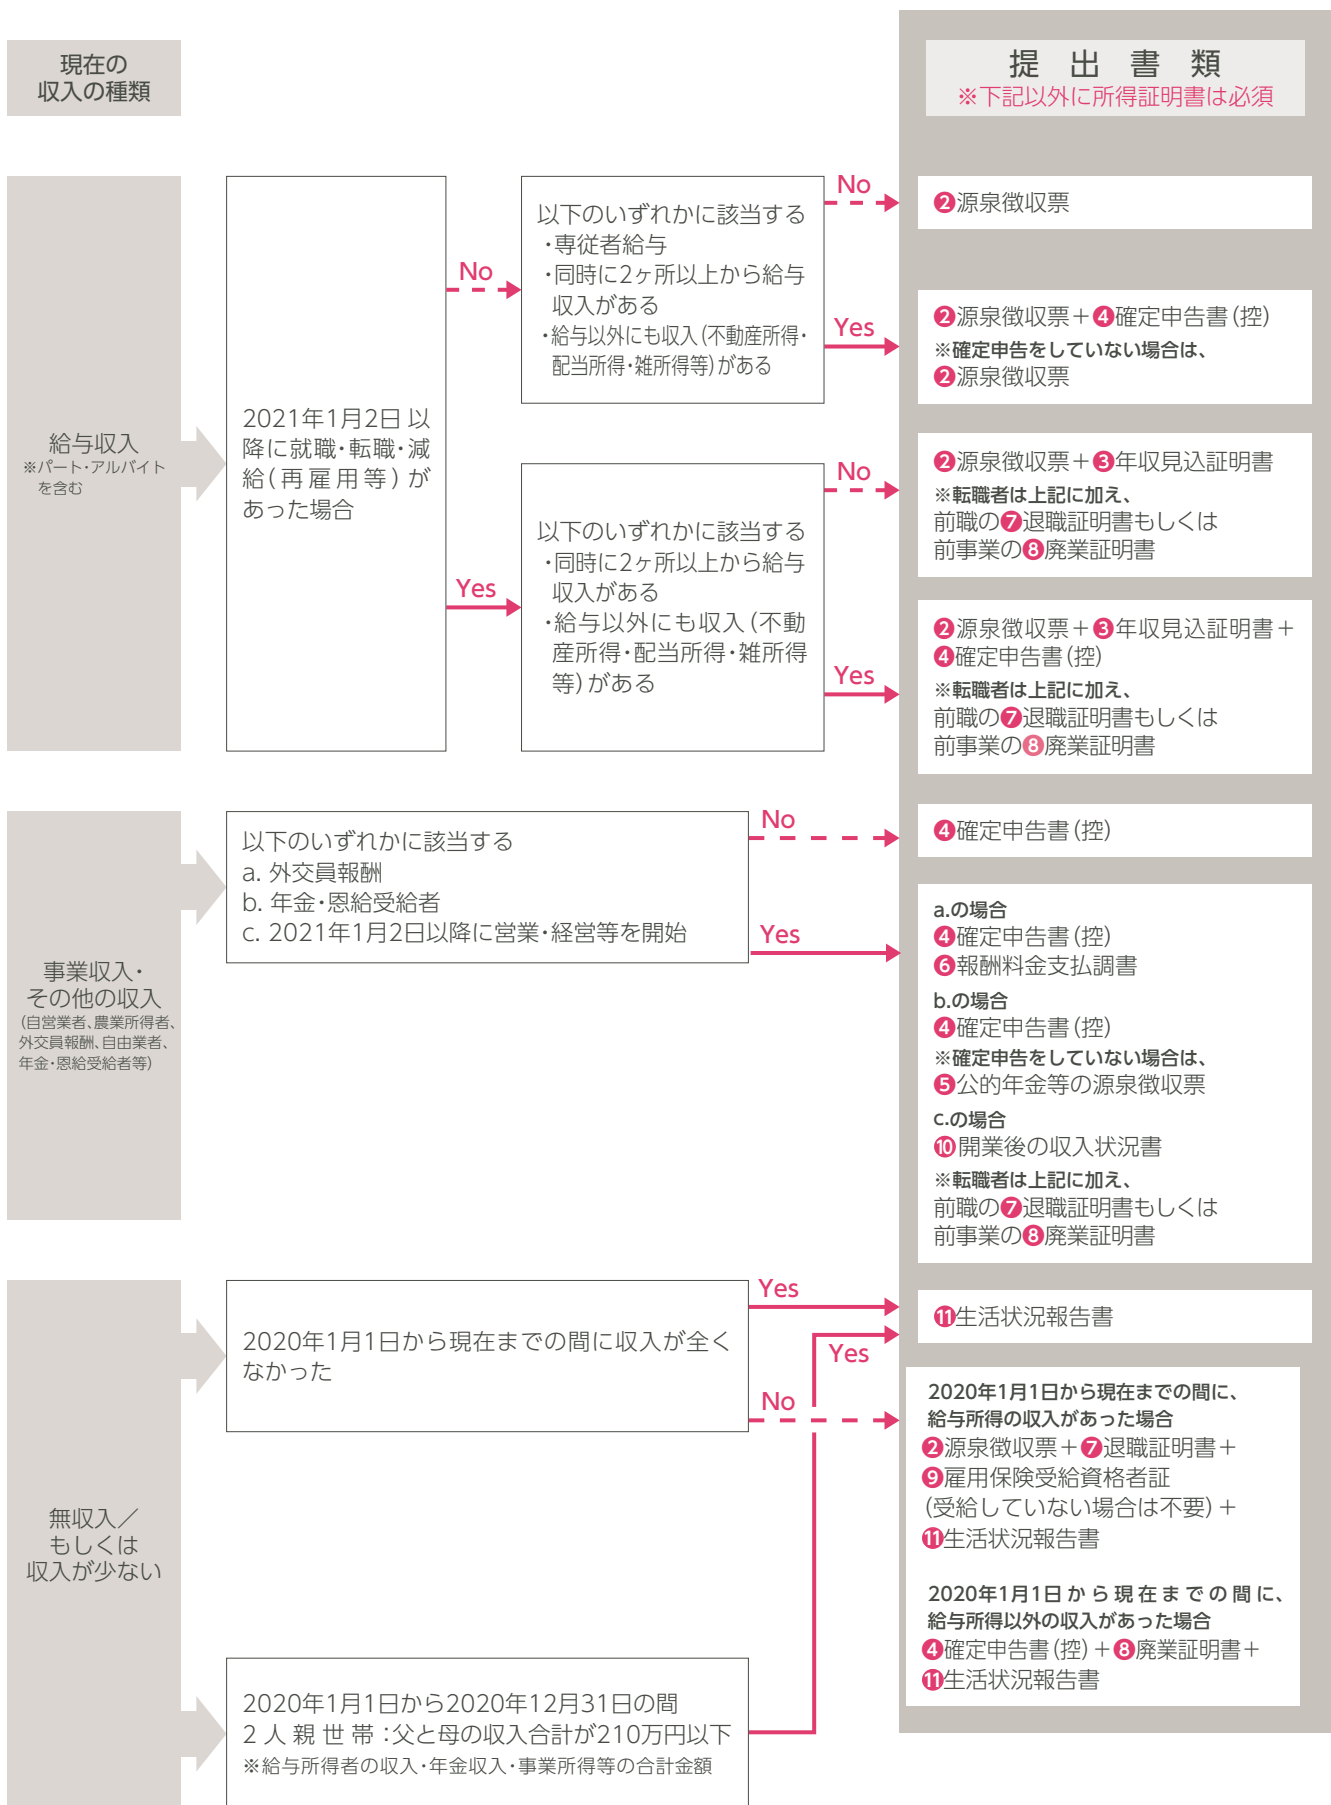 現在の
収入の種類
提出書類
※下記以外に所得証明書は必須
給与収入
※パート・アルバイト
を含む
2021年1月2日以
降に就職・転職・減
給(再雇用等)が
あった場合
No
以下のいずれかに該当する
・専従者給与
・同時に2ヶ所以上から給与
収入がある
・給与以外にも収入(不動産所得・
配当所得・雑所得等)がある
No
❷源泉徴収票
Yes
❷源泉徴収票＋❹確定申告書(控)
※確定申告をしていない場合は、
❷源泉徴収票
Yes
以下のいずれかに該当する
・同時に2ヶ所以上から給与
収入がある
・給与以外にも収入(不動
産所得・配当所得・雑所得
等)がある
No
❷源泉徴収票＋❸年収見込証明書
※転職者は上記に加え、
前職の❼退職証明書もしくは
前事業の❽廃業証明書
Yes
❷源泉徴収票＋❸年収見込証明書＋
❹確定申告書(控)
※転職者は上記に加え、
前職の❼退職証明書もしくは
前事業の❽廃業証明書
事業収入・
その他の収入
(自営業者、農業所得者、
外交員報酬、自由業者、
年金・恩給受給者等)
以下のいずれかに該当する
a. 外交員報酬
b. 年金・恩給受給者
c. 2021年1月2日以降に営業・経営等を開始
No
❹確定申告書(控)
Yes
a.の場合
❹確定申告書(控)
❻報酬料金支払調書
b.の場合
❹確定申告書(控)
※確定申告をしていない場合は、
❺公的年金等の源泉徴収票
c.の場合
❿開業後の収入状況書
※転職者は上記に加え、
前職の❼退職証明書もしくは
前事業の❽廃業証明書
無収入／
もしくは
収入が少ない
2020年1月1日から現在までの間に収入が全く
なかった
Yes
⓫生活状況報告書
Yes
No
2020年1月1日から現在までの間に、
給与所得の収入があった場合
❷源泉徴収票＋❼退職証明書＋
❾雇用保険受給資格者証
(受給していない場合は不要)＋
⓫生活状況報告書
2020年1月1日から現在までの間に、
給与所得以外の収入があった場合
❹確定申告書(控)＋❽廃業証明書＋
⓫生活状況報告書
2020年1月1日から2020年12月31日の間
2人親世帯：父と母の収入合計が210万円以下
※給与所得者の収入・年金収入・事業所得等の合計金額